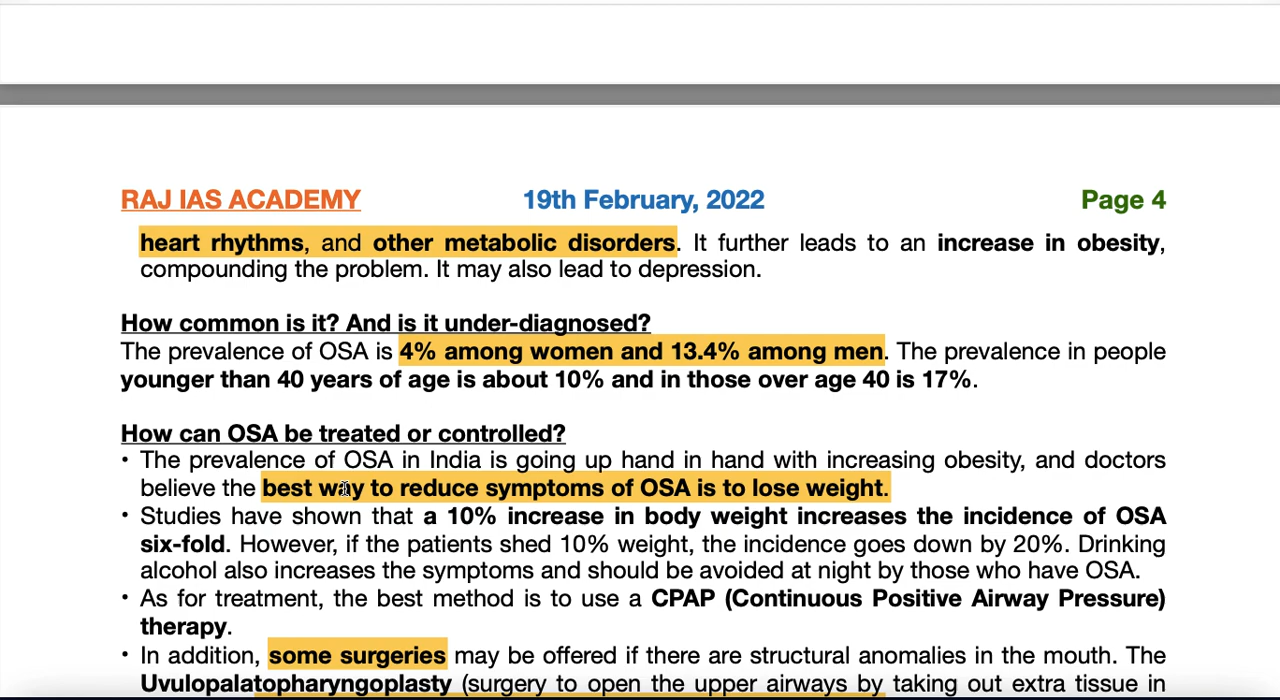 RAJ IAS ACADEMY 19th February, 2022 Page 4
heart rhythms, and other metabolic disorders. It further leads to an increase in obesity,
compounding the problem. It may also lead to depression.
How common is it? And is it under-diagnosed?
The prevalence of OSA is 4% among women and 13.4% among men. The prevalence in people
younger than 40 years of age is about 10% and in those over age 40 is 17%.
How can OSA be treated or controlled?
• The prevalence of OSA in India is going up hand in hand with increasing obesity, and doctors
believe the best way to reduce symptoms of OSA is to lose weight.
• Studies have shown that a 10% increase in body weight increases the incidence of OSA
six-fold. However, if the patients shed 10% weight, the incidence goes down by 20%. Drinking
alcohol also increases the symptoms and should be avoided at night by those who have OSA.
• As for treatment, the best method is to use a CPAP (Continuous Positive Airway Pressure)
therapy.
• In addition, some surgeries may be offered if there are structural anomalies in the mouth. The
Uvulopalatopharyngoplasty (surgery to open the upper airways by taking out extra tissue in